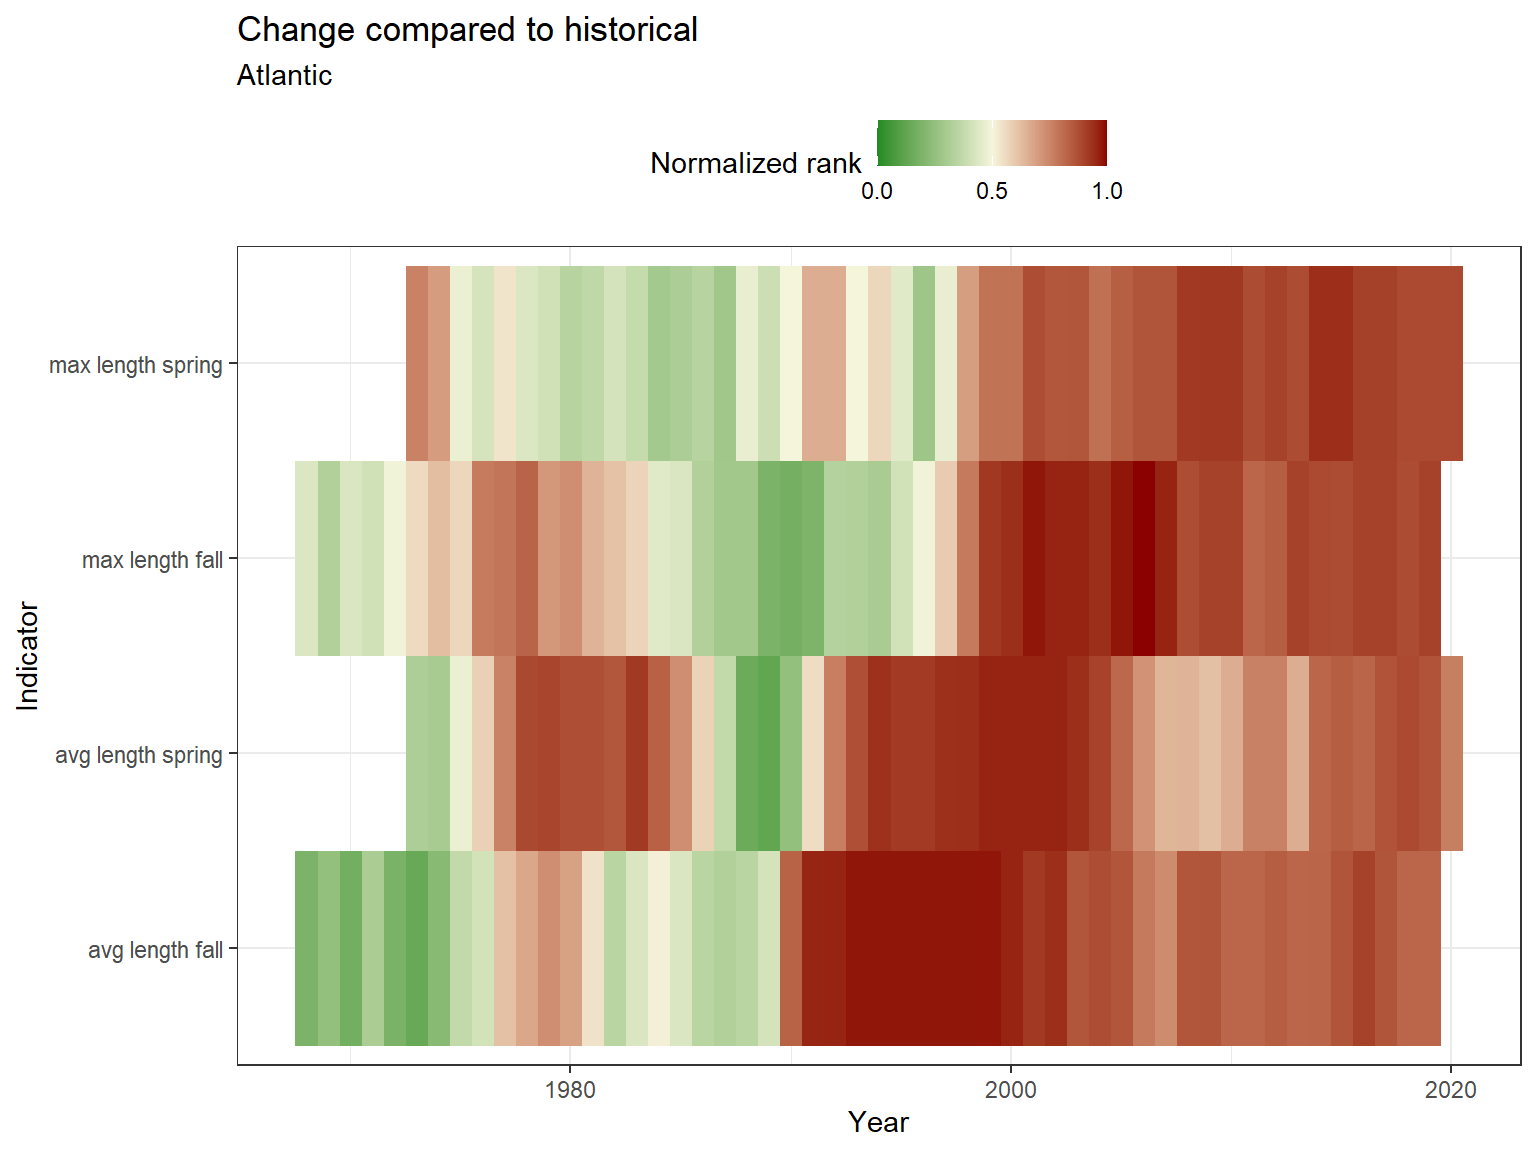 Change compared to historical
Atlantic
Normalized rank
0.0 0.5 1.0
max length spring
max length fall
avg length spring
avg length fall
Indicator
1980 2000 2020
Year